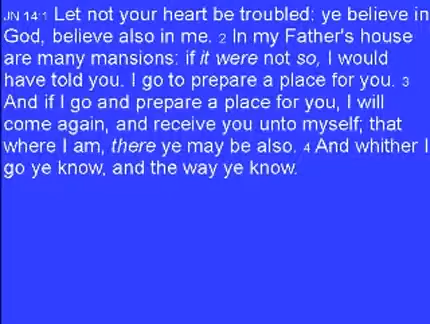 JN 14:1 Let not your heart be troubled: ye believe in
God, believe also in me. 2 In my Father's house
are many mansions: if it were not so, I would
have told you. I go to prepare a place for you. 3
And if I go and prepare a place for you, I will
come again, and receive you unto myself; that
where I am, there ye may be also. 4 And whither I
go ye know, and the way ye know.